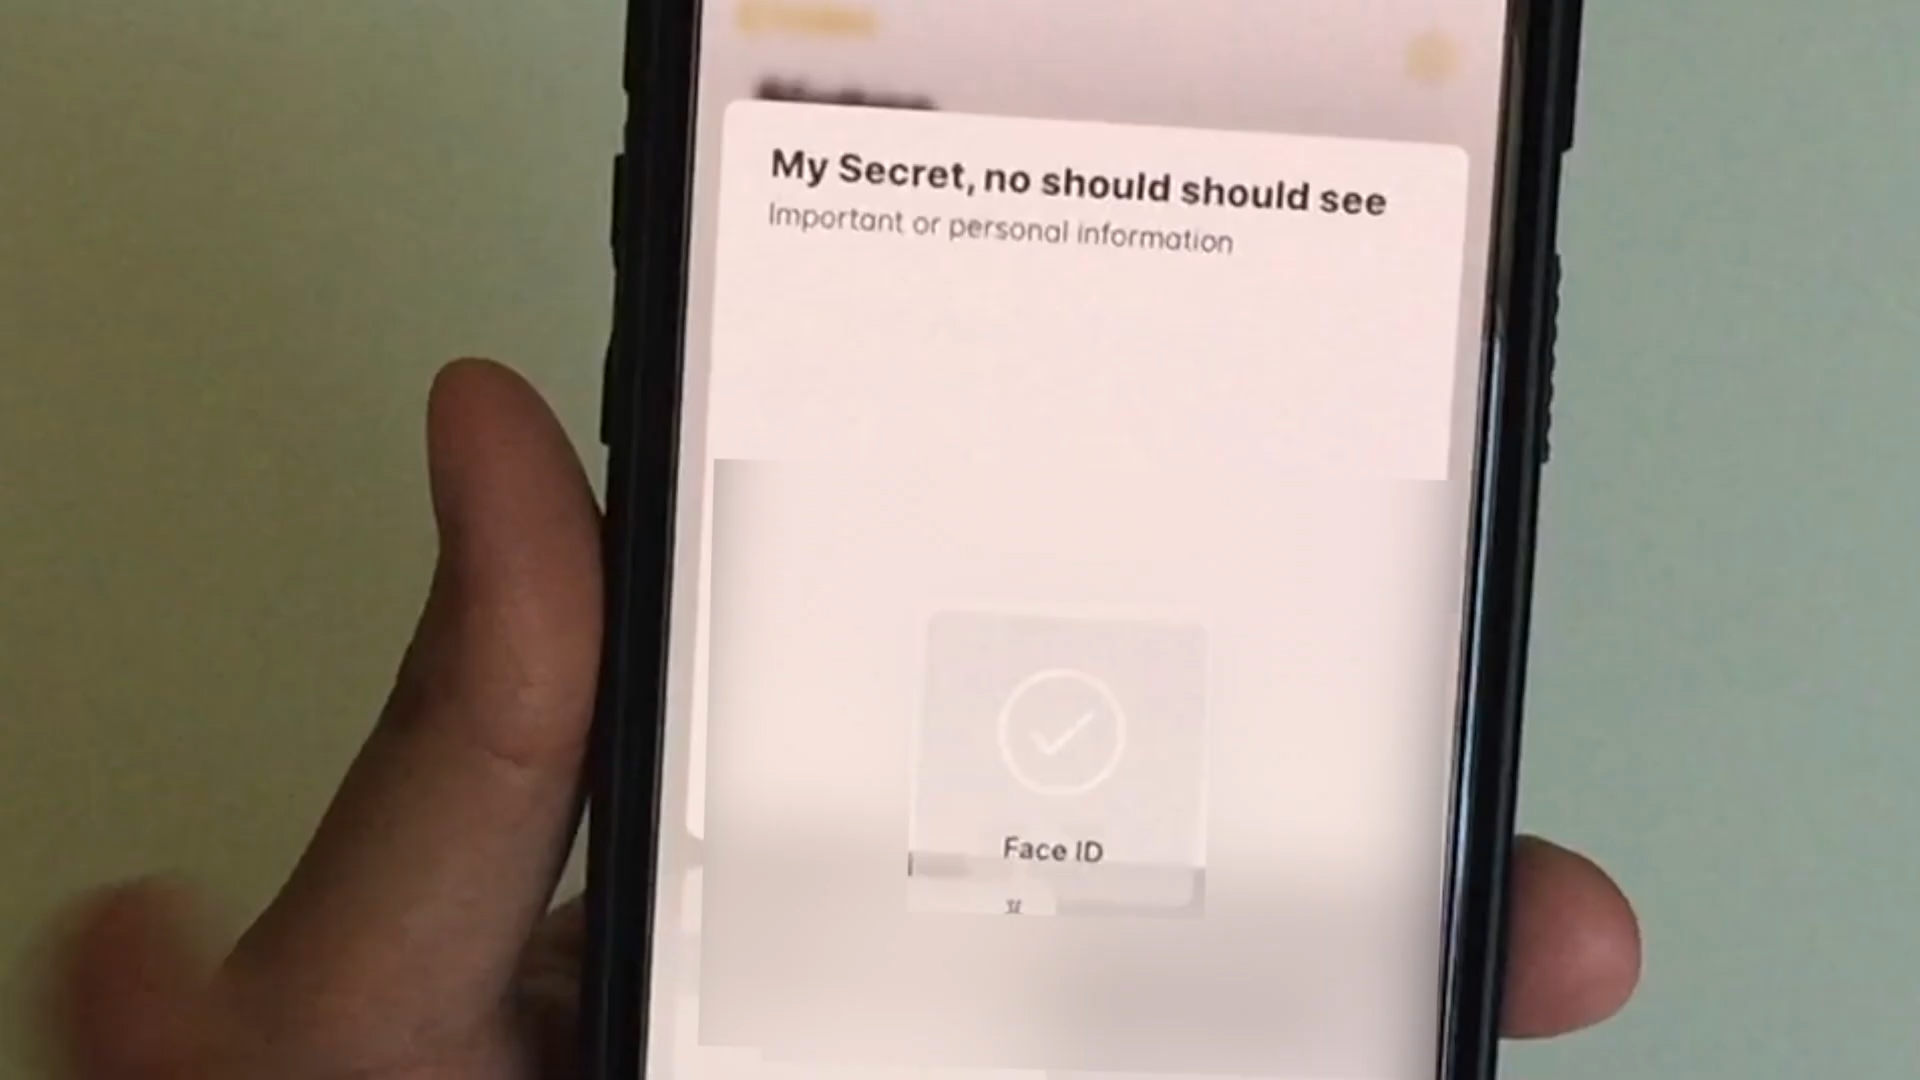 My Secret, no should should see
Important or personal information
Face ID